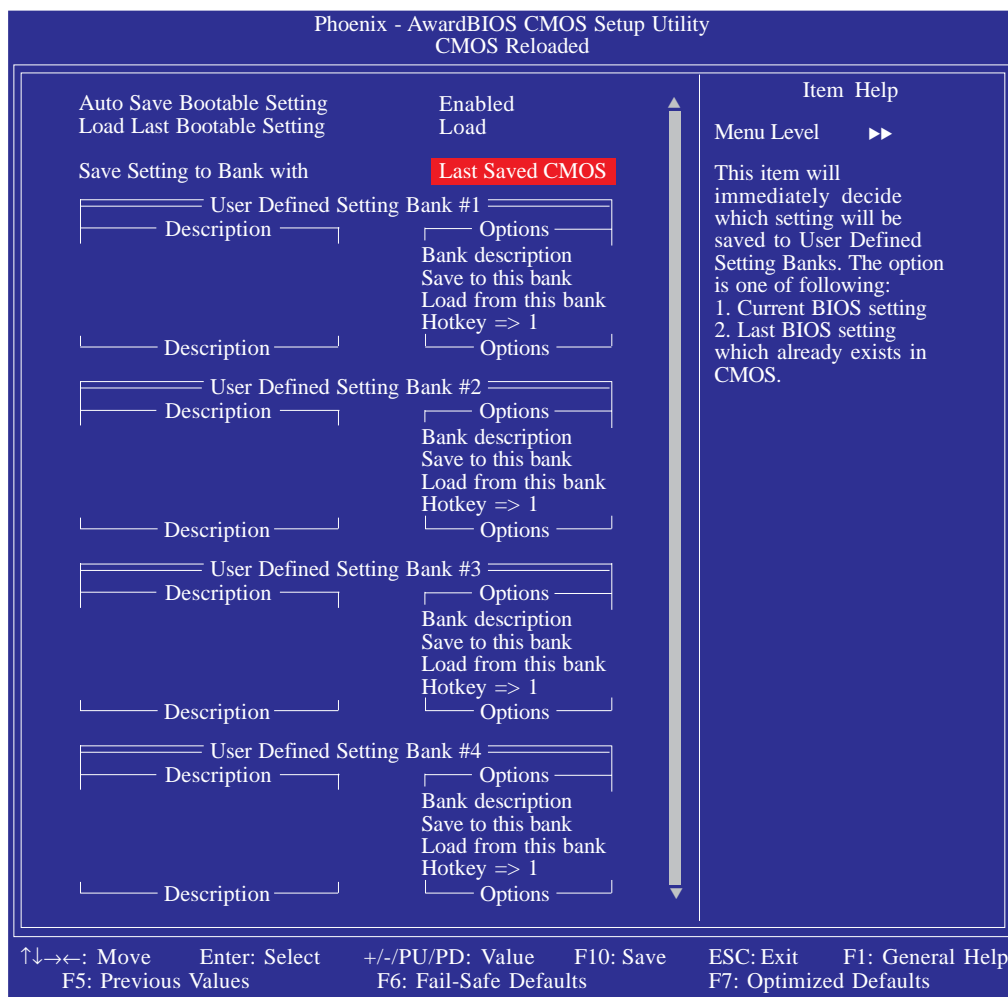 Phoenix - AwardBIOS CMOS Setup Utility
CMOS Reloaded
Auto Save Bootable Setting Enabled
Load Last Bootable Setting Load
Save Setting to Bank with Last Saved CMOS
User Defined Setting Bank #1
Description Options
Bank description
Save to this bank
Load from this bank
Hotkey => 1
Description Options
User Defined Setting Bank #2
Description Options
Bank description
Save to this bank
Load from this bank
Hotkey => 1
Description Options
User Defined Setting Bank #3
Description Options
Bank description
Save to this bank
Load from this bank
Hotkey => 1
Description Options
User Defined Setting Bank #4
Description Options
Bank description
Save to this bank
Load from this bank
Hotkey => 1
Description Options
Item Help
Menu Level ▶▶
This item will
immediately decide
which setting will be
saved to User Defined
Setting Banks. The option
is one of following:
1. Current BIOS setting
2. Last BIOS setting
which already exists in
CMOS.
↑↓→←: Move Enter: Select +/-/PU/PD: Value F10: Save ESC: Exit F1: General Help
F5: Previous Values F6: Fail-Safe Defaults F7: Optimized Defaults